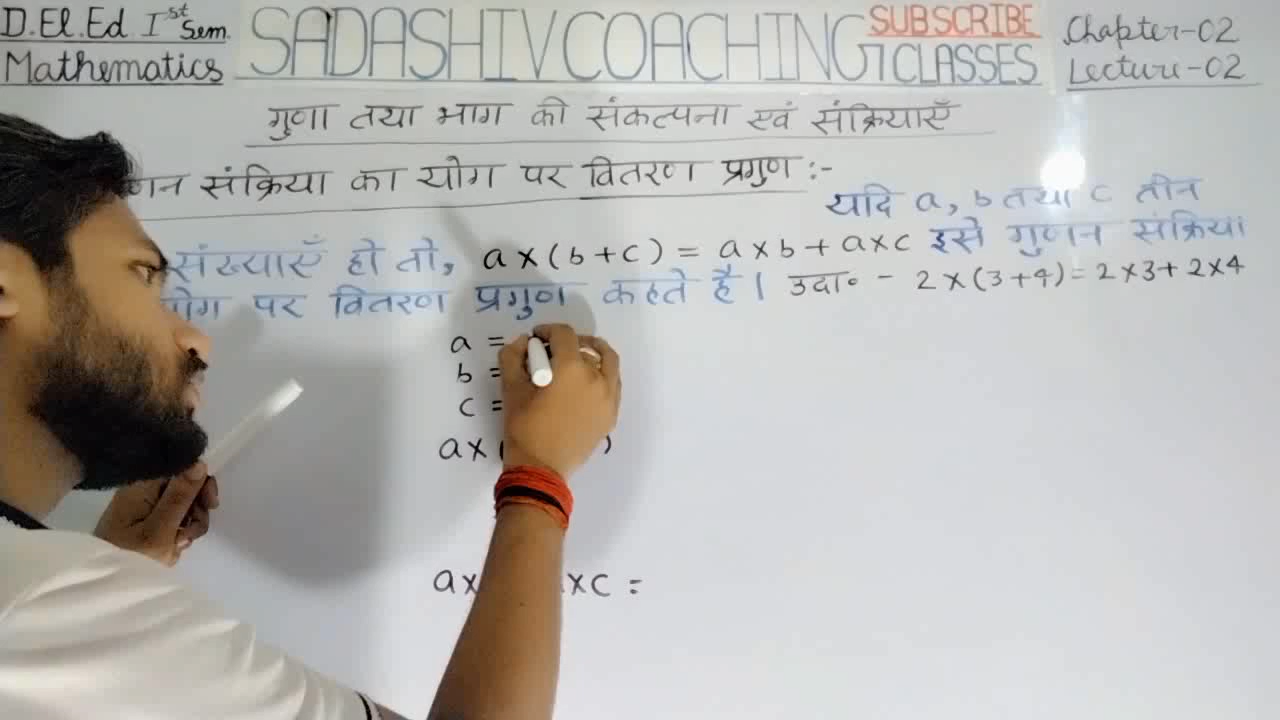 D.El.Ed Ist Sem.
Mathematics
SADASHIV COACHING CLASSES
SUBSCRIBE
Chapter-02
Lecture-02
गुणा तथा भाग की संकल्पना एवं संक्रियाएँ
संक्रिया का योग पर वितरण प्रगुण :-
यदि a, b तथा c तीन
संख्याएँ हो तो, a×(b+c) = a×b+a×c इसे गुणन संक्रिया
योग पर वितरण प्रगुण कहते है। उदा० - 2×(3+4)=2×3+2×4
a =
b =
c =
a×( )
a× ×c =